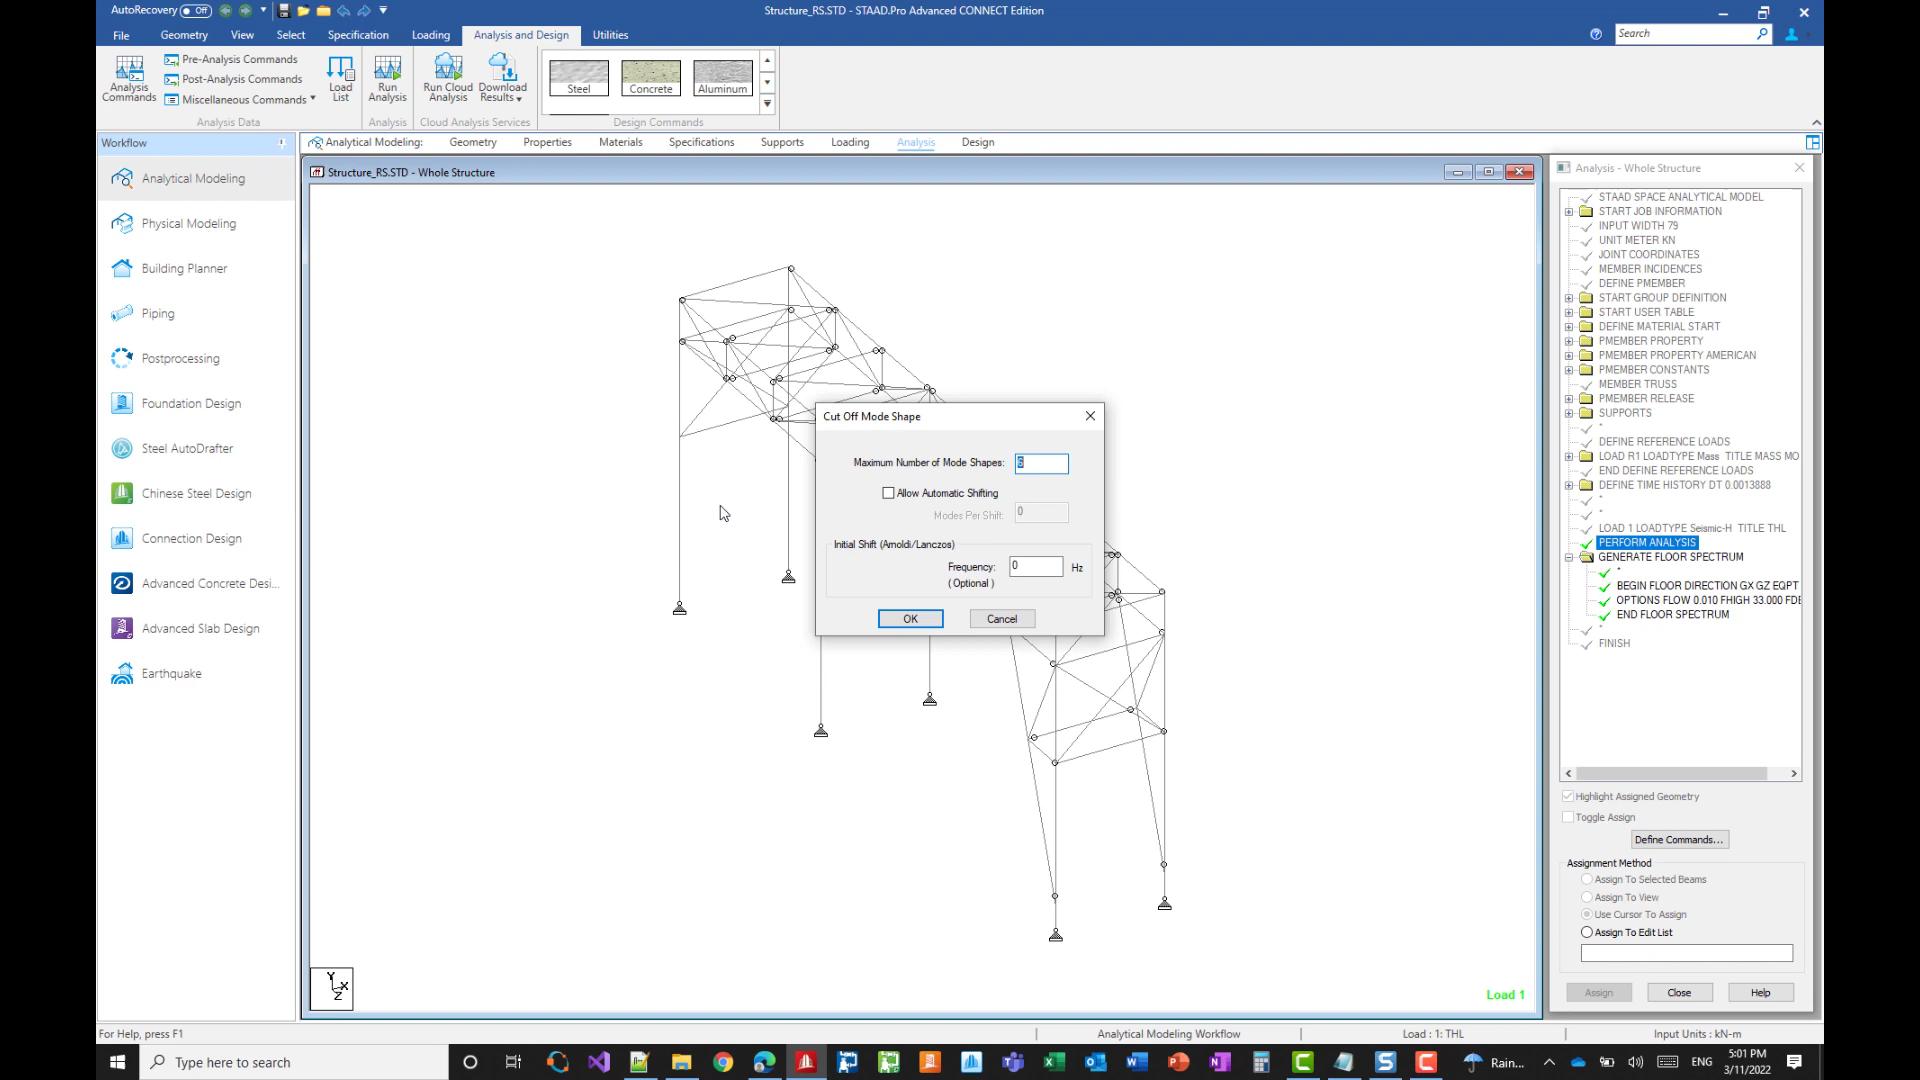 AutoRecovery Off
Structure_RS.STD - STAAD.Pro Advanced CONNECT Edition
File Geometry View Select Specification Loading Analysis and Design Utilities
Search
Analysis Commands
Pre-Analysis Commands
Post-Analysis Commands
Miscellaneous Commands
Load List
Run Analysis
Run Cloud Analysis
Download Results
Steel
Concrete
Aluminum
Analysis Data
Analysis
Cloud Analysis Services
Design Commands
Workflow
Analytical Modeling: Geometry Properties Materials Specifications Supports Loading Analysis Design
Analytical Modeling
Physical Modeling
Building Planner
Piping
Postprocessing
Foundation Design
Steel AutoDrafter
Chinese Steel Design
Connection Design
Advanced Concrete Desi...
Advanced Slab Design
Earthquake
Structure_RS.STD - Whole Structure
Cut Off Mode Shape
Maximum Number of Mode Shapes: 6
Allow Automatic Shifting
Modes Per Shift: 0
Initial Shift (Arnoldi/Lanczos)
Frequency: 0 Hz
( Optional )
OK
Cancel
Y
X
Z
Load 1
Analysis - Whole Structure
STAAD SPACE ANALYTICAL MODEL
START JOB INFORMATION
INPUT WIDTH 79
UNIT METER KN
JOINT COORDINATES
MEMBER INCIDENCES
DEFINE PMEMBER
START GROUP DEFINITION
START USER TABLE
DEFINE MATERIAL START
PMEMBER PROPERTY
PMEMBER PROPERTY AMERICAN
PMEMBER CONSTANTS
MEMBER TRUSS
PMEMBER RELEASE
SUPPORTS
*
DEFINE REFERENCE LOADS
LOAD R1 LOADTYPE Mass TITLE MASS MO
END DEFINE REFERENCE LOADS
DEFINE TIME HISTORY DT 0.0013888
*
*
LOAD 1 LOADTYPE Seismic-H TITLE THL
PERFORM ANALYSIS
GENERATE FLOOR SPECTRUM
*
BEGIN FLOOR DIRECTION GX GZ EQPT
OPTIONS FLOW 0.010 FHIGH 33.000 FDE
END FLOOR SPECTRUM
*
FINISH
Highlight Assigned Geometry
Toggle Assign
Define Commands...
Assignment Method
Assign To Selected Beams
Assign To View
Use Cursor To Assign
Assign To Edit List
Assign
Close
Help
For Help, press F1
Analytical Modeling Workflow
Load : 1: THL
Input Units : kN-m
Type here to search
Rain...
ENG
5:01 PM
3/11/2022